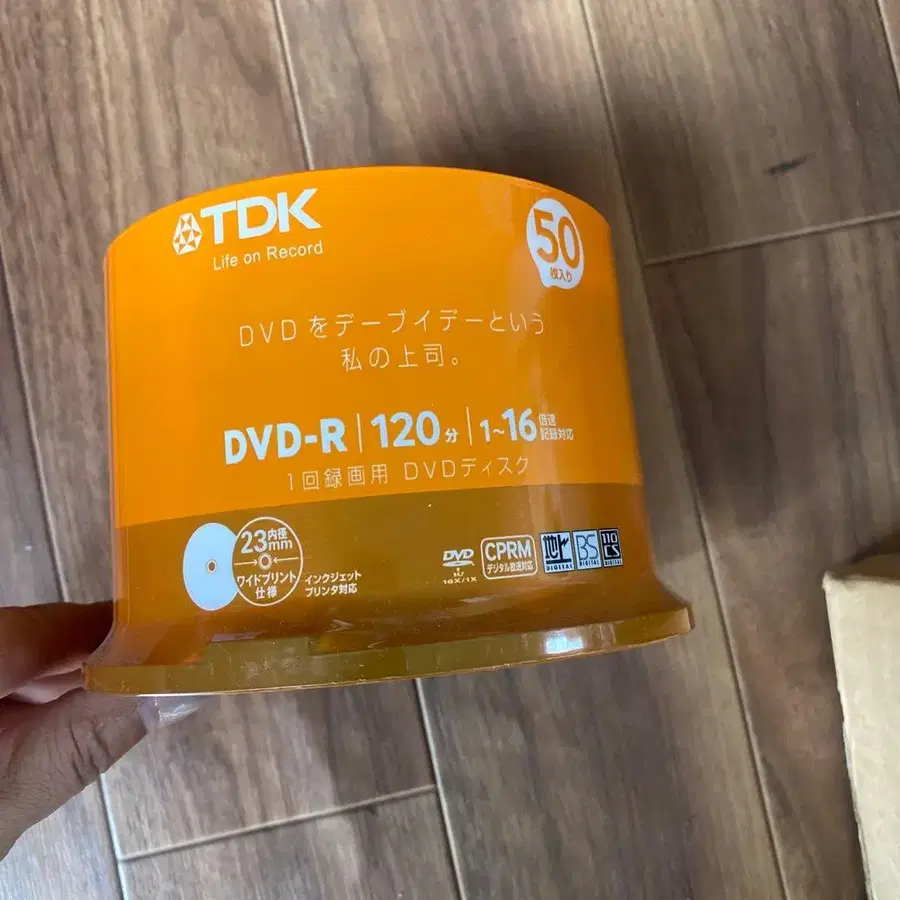 TDK
Life on Record
50
枚入り
DVDをデーブイデーという
私の上司。
DVD-R 120分 1~16倍速記録対応
1回録画用 DVDディスク
内径
23mm
ワイドプリント
仕様
インクジェット
プリンタ対応
DVD
R
16X/1X
CPRM
デジタル放送対応
地上
DIGITAL
BS
DIGITAL
110
CS